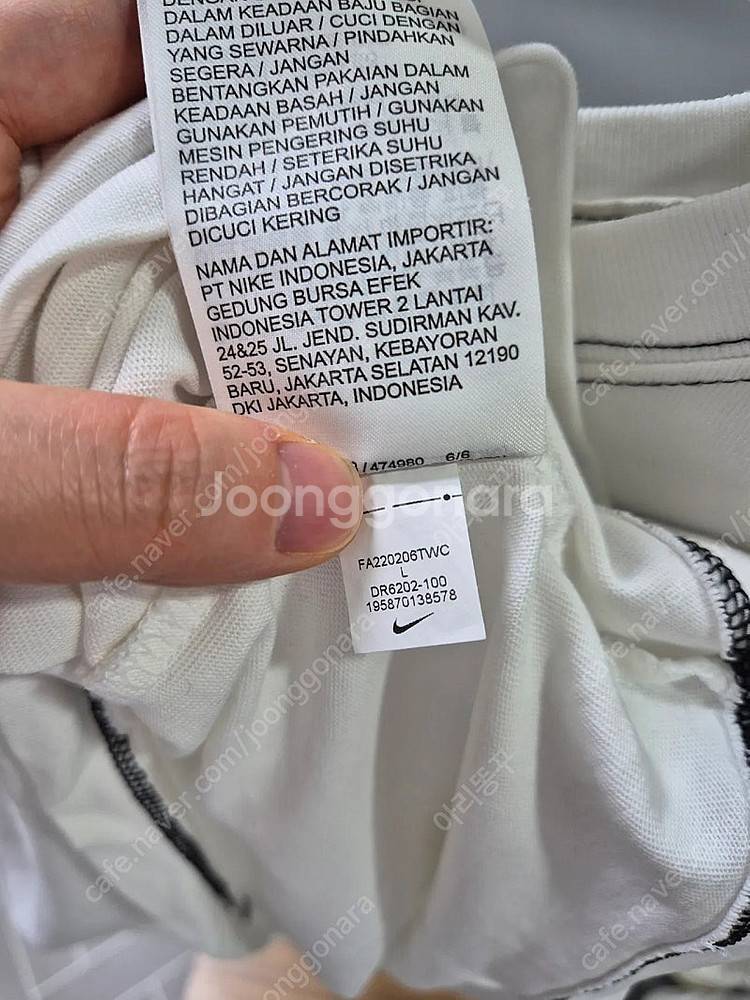 DALAM KEADAAN BAJU BAGIAN
DALAM DILUAR / CUCI DENGAN
YANG SEWARNA / PINDAHKAN
SEGERA / JANGAN
BENTANGKAN PAKAIAN DALAM
KEADAAN BASAH / JANGAN
GUNAKAN PEMUTIH / GUNAKAN
MESIN PENGERING SUHU
RENDAH / SETERIKA SUHU
HANGAT / JANGAN DISETRIKA
DIBAGIAN BERCORAK / JANGAN
DICUCI KERING
NAMA DAN ALAMAT IMPORTIR:
PT NIKE INDONESIA, JAKARTA
GEDUNG BURSA EFEK
INDONESIA TOWER 2 LANTAI
24&25 JL. JEND. SUDIRMAN KAV.
52-53, SENAYAN, KEBAYORAN
BARU, JAKARTA SELATAN 12190
DKI JAKARTA, INDONESIA
/474980 6/6
Joonggonara
FA220206TWC
L
DR6202-100
195870138578
cafe.naver.com/joonggonara
아리똥꾸